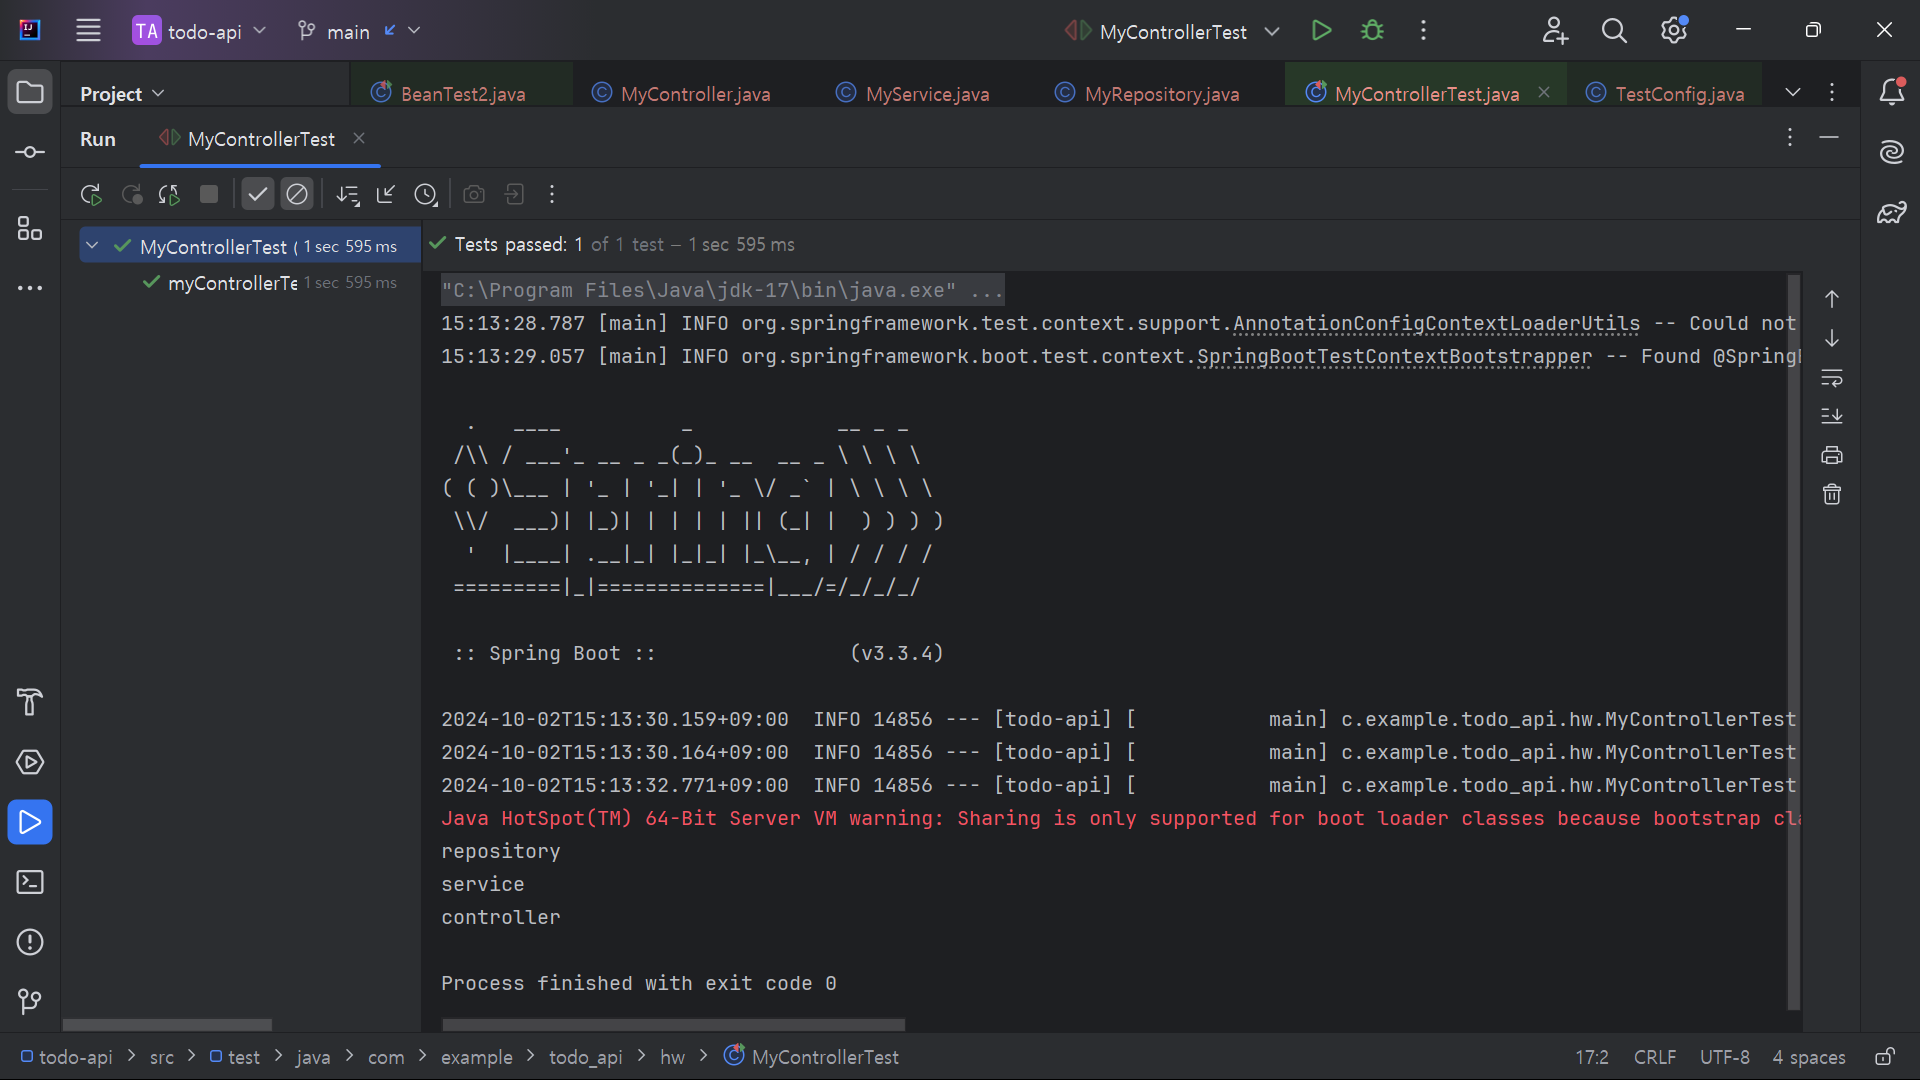 TA todo-api main MyControllerTest
Project BeanTest2.java MyController.java MyService.java MyRepository.java MyControllerTest.java TestConfig.java
Run MyControllerTest
MyControllerTest ( 1 sec 595 ms
myControllerTe 1 sec 595 ms
Tests passed: 1 of 1 test – 1 sec 595 ms
"C:\Program Files\Java\jdk-17\bin\java.exe" ...
15:13:28.787 [main] INFO org.springframework.test.context.support.AnnotationConfigContextLoaderUtils -- Could not
15:13:29.057 [main] INFO org.springframework.boot.test.context.SpringBootTestContextBootstrapper -- Found @Spring
  .   ____          _            __ _ _
 /\\ / ___'_ __ _ _(_)_ __  __ _ \ \ \ \
( ( )\___ | '_ | '_| | '_ \/ _` | \ \ \ \
 \\/  ___)| |_)| | | | | || (_| |  ) ) ) )
  '  |____| .__|_| |_|_| |_\__, | / / / /
 =========|_|==============|___/=/_/_/_/
 :: Spring Boot ::                (v3.3.4)
2024-10-02T15:13:30.159+09:00  INFO 14856 --- [todo-api] [           main] c.example.todo_api.hw.MyControllerTest
2024-10-02T15:13:30.164+09:00  INFO 14856 --- [todo-api] [           main] c.example.todo_api.hw.MyControllerTest
2024-10-02T15:13:32.771+09:00  INFO 14856 --- [todo-api] [           main] c.example.todo_api.hw.MyControllerTest
Java HotSpot(TM) 64-Bit Server VM warning: Sharing is only supported for boot loader classes because bootstrap cla
repository
service
controller
Process finished with exit code 0
todo-api > src > test > java > com > example > todo_api > hw > MyControllerTest 17:2 CRLF UTF-8 4 spaces